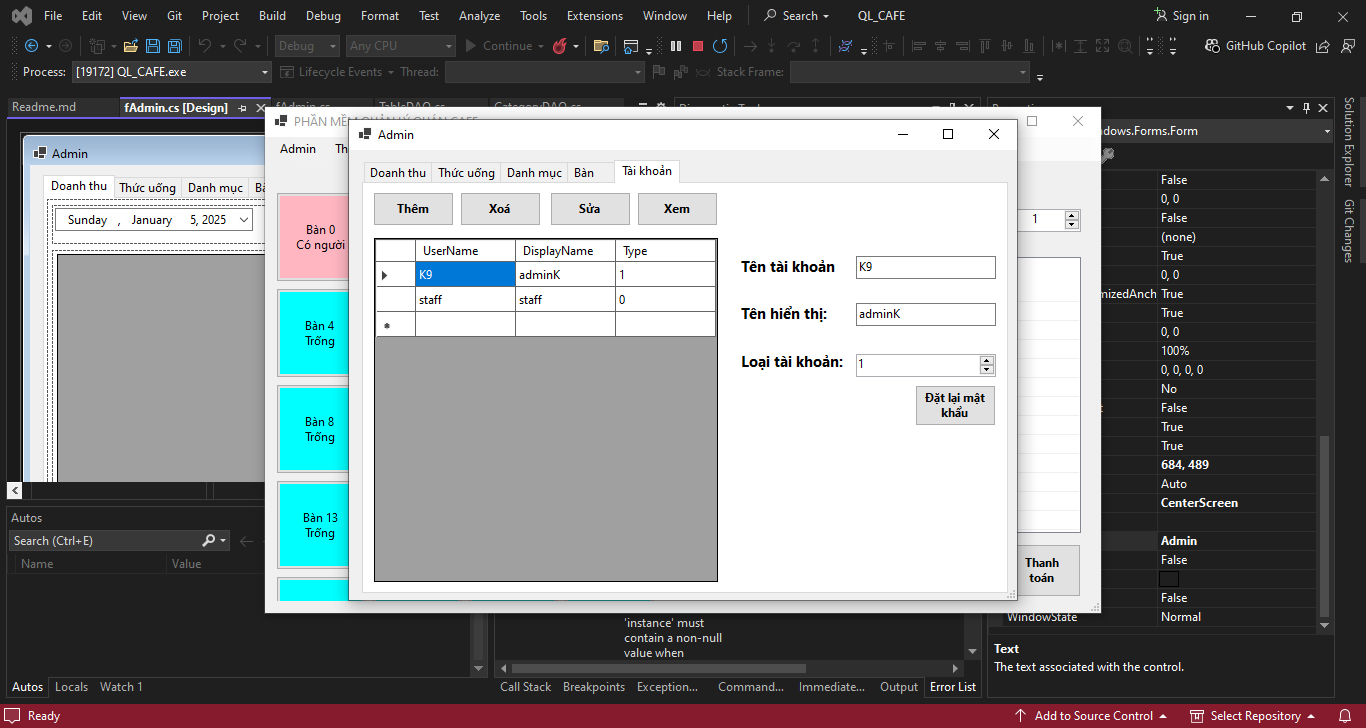 File Edit View Git Project Build Debug Format Test Analyze Tools Extensions Window Help Search QL_CAFE Sign in
Debug Any CPU Continue GitHub Copilot
Process: [19172] QL_CAFE.exe Lifecycle Events Thread: Stack Frame:
Readme.md fAdmin.cs [Design]
Admin
Doanh thu Thức uống Danh mục
Sunday , January 5, 2025
Autos
Search (Ctrl+E)
Name Value
Autos Locals Watch 1
Admin
Bàn 0
Có người
Bàn 4
Trống
Bàn 8
Trống
Bàn 13
Trống
1
Thanh
toán
Admin
Doanh thu Thức uống Danh mục Bàn Tài khoản
Thêm Xoá Sửa Xem
UserName DisplayName Type
K9 adminK 1
staff staff 0
Tên tài khoản K9
Tên hiển thị: adminK
Loại tài khoản: 1
Đặt lại mật
khẩu
'instance' must
contain a non-null
value when
Call Stack Breakpoints Exception... Command... Immediate... Output Error List
ndows.Forms.Form
False
0, 0
False
(none)
True
0, 0
mizedAnch True
True
0, 0
100%
0, 0, 0, 0
No
False
True
True
684, 489
Auto
CenterScreen
Admin
False
False
WindowState Normal
Text
The text associated with the control.
Solution Explorer
Git Changes
Ready Add to Source Control Select Repository